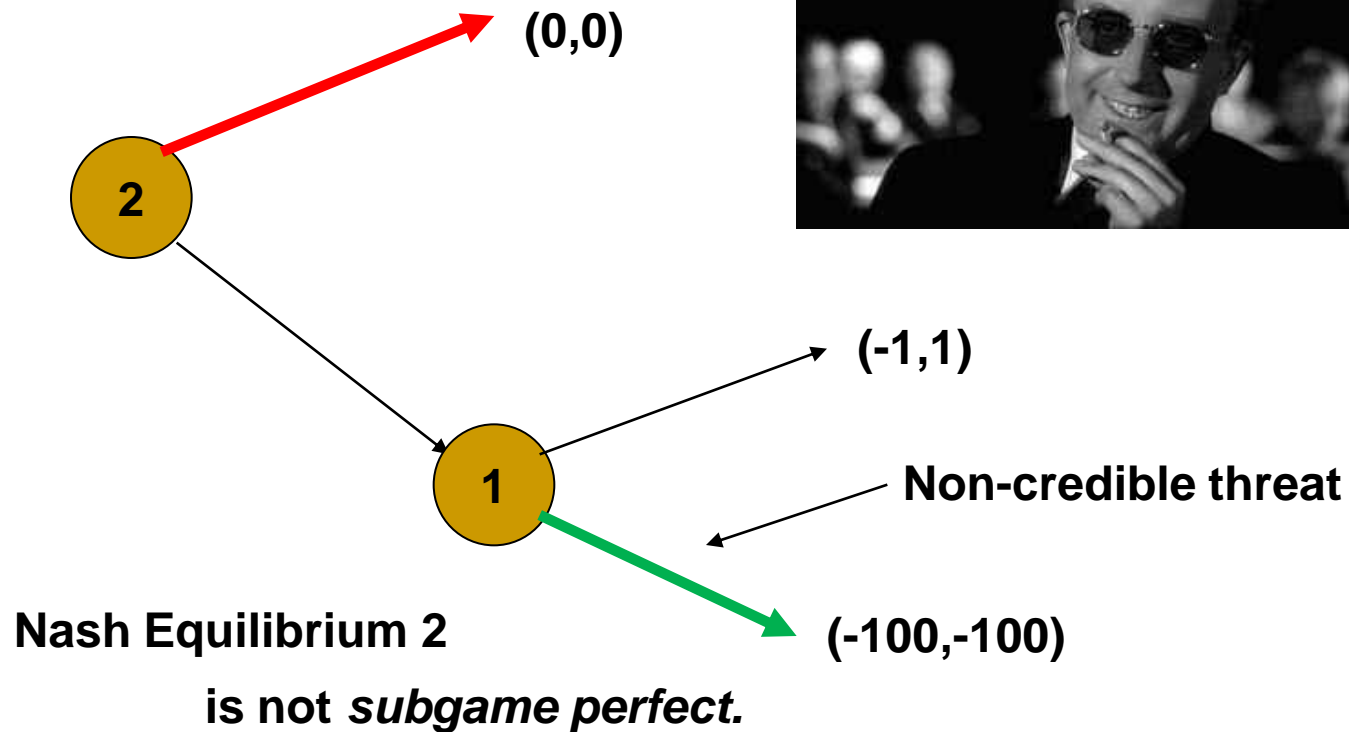 (0,0)
2
(-1,1)
1
Non-credible threat
(-100,-100)
Nash Equilibrium 2
is not subgame perfect.